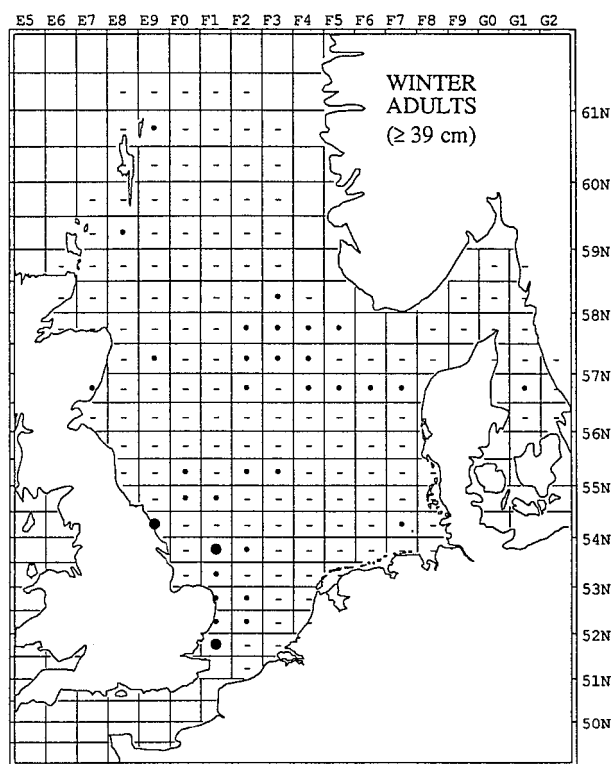 E5 E6 E7 E8 E9 F0 F1 F2 F3 F4 F5 F6 F7 F8 F9 G0 G1 G2
WINTER
ADULTS
(≥ 39 cm)
61N
60N
59N
58N
57N
56N
55N
54N
53N
52N
51N
50N